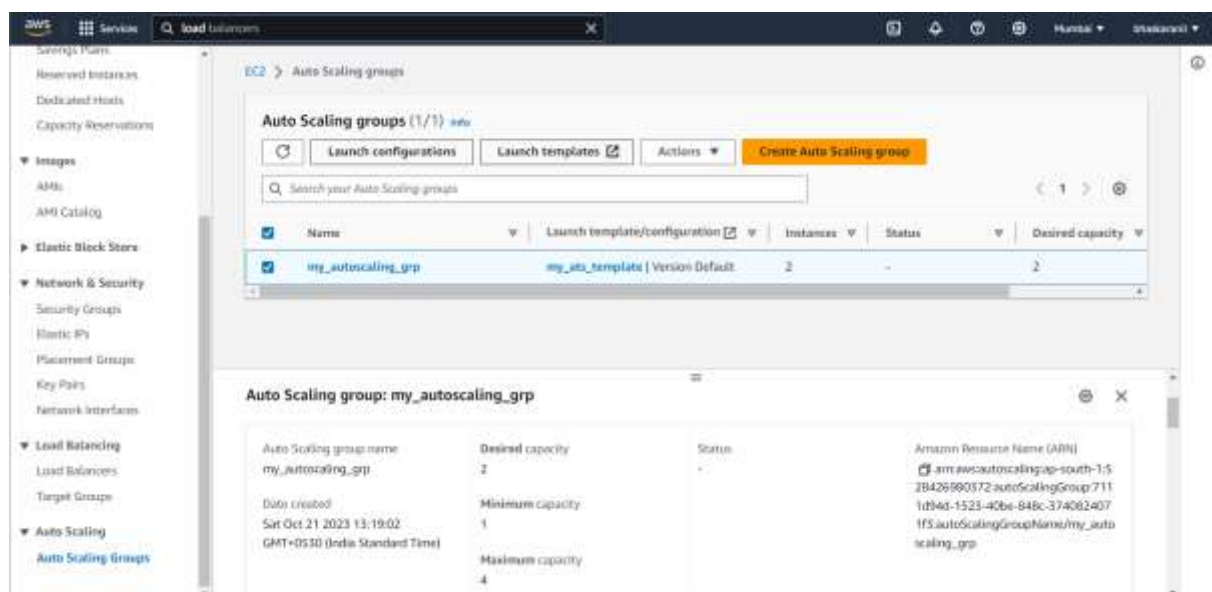 aws
Services
load balancers
Mumbai
Savings Plans
Reserved Instances
Dedicated Hosts
Capacity Reservations
Images
AMIs
AMI Catalog
Elastic Block Store
Network & Security
Security Groups
Elastic IPs
Placement Groups
Key Pairs
Network Interfaces
Load Balancing
Load Balancers
Target Groups
Auto Scaling
Auto Scaling Groups
EC2 > Auto Scaling groups
Auto Scaling groups (1/1) Info
Launch configurations
Launch templates
Actions
Create Auto Scaling group
Search your Auto Scaling groups
1
Name
Launch template/configuration
Instances
Status
Desired capacity
my_autoscaling_grp
my_ats_template | Version Default
2
-
2
Auto Scaling group: my_autoscaling_grp
Auto Scaling group name
my_autoscaling_grp
Date created
Sat Oct 21 2023 13:19:02
GMT+0530 (India Standard Time)
Desired capacity
2
Minimum capacity
1
Maximum capacity
4
Status
-
Amazon Resource Name (ARN)
arn:aws:autoscaling:ap-south-1:5
28426980372:autoScalingGroup:711
1d94d-1523-40be-848c-374082407
1f3:autoScalingGroupName/my_auto
scaling_grp